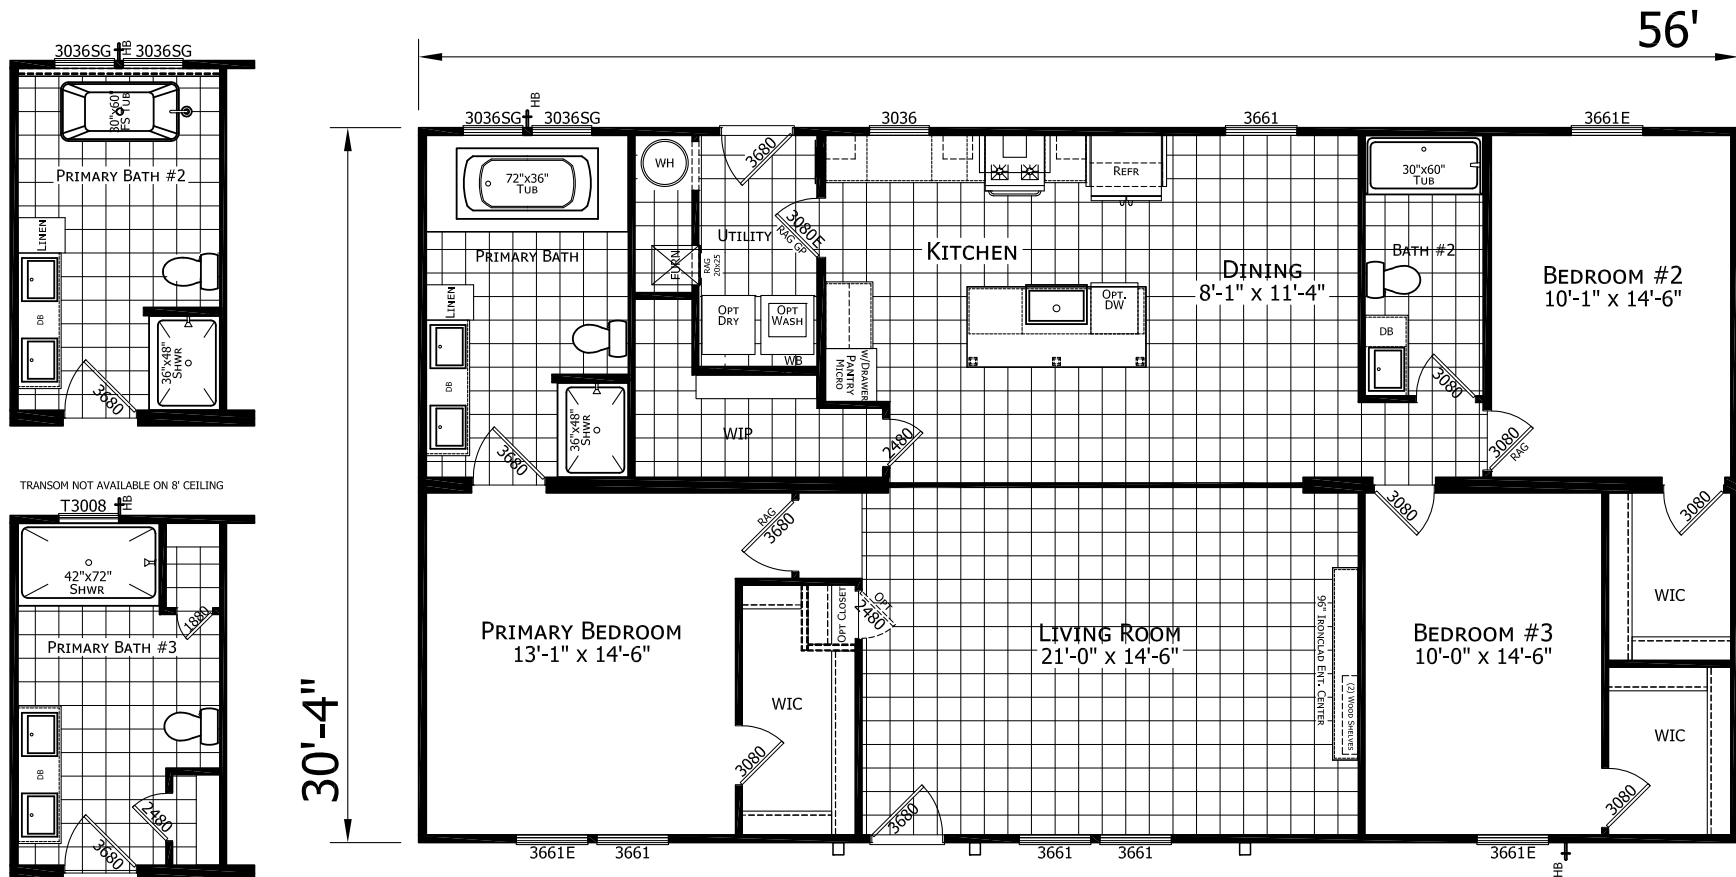 56'
30'-4"
3036SG
HB
3036SG
30"x60"
FS TUB
PRIMARY BATH #2
LINEN
DB
36"x48"
SHWR
3680
TRANSOM NOT AVAILABLE ON 8' CEILING
T3008
HB
42"x72"
SHWR
1880
PRIMARY BATH #3
DB
2480
3680
3036SG
HB
3036SG
3680
3036
3661
3661E
72"x36"
TUB
PRIMARY BATH
LINEN
DB
36"x48"
SHWR
3680
WH
FURN
RAG
20x25
UTILITY
3080E
RAG GP
OPT
DRY
OPT
WASH
WB
WIP
2480
REFR
KITCHEN
W/DRAWER
PANTRY
MICRO
OPT.
DW
DINING
8'-1" x 11'-4"
30"x60"
TUB
BATH #2
DB
3080
BEDROOM #2
10'-1" x 14'-6"
3080
RAG
3080
3080
WIC
PRIMARY BEDROOM
13'-1" x 14'-6"
RAG
3680
OPT CLOSET
OPT
2480
WIC
3080
LIVING ROOM
21'-0" x 14'-6"
96" IRONCLAD ENT. CENTER
(2) WOOD SHELVES
BEDROOM #3
10'-0" x 14'-6"
WIC
3080
3680
3661E
3661
3661
3661
3661E
HB